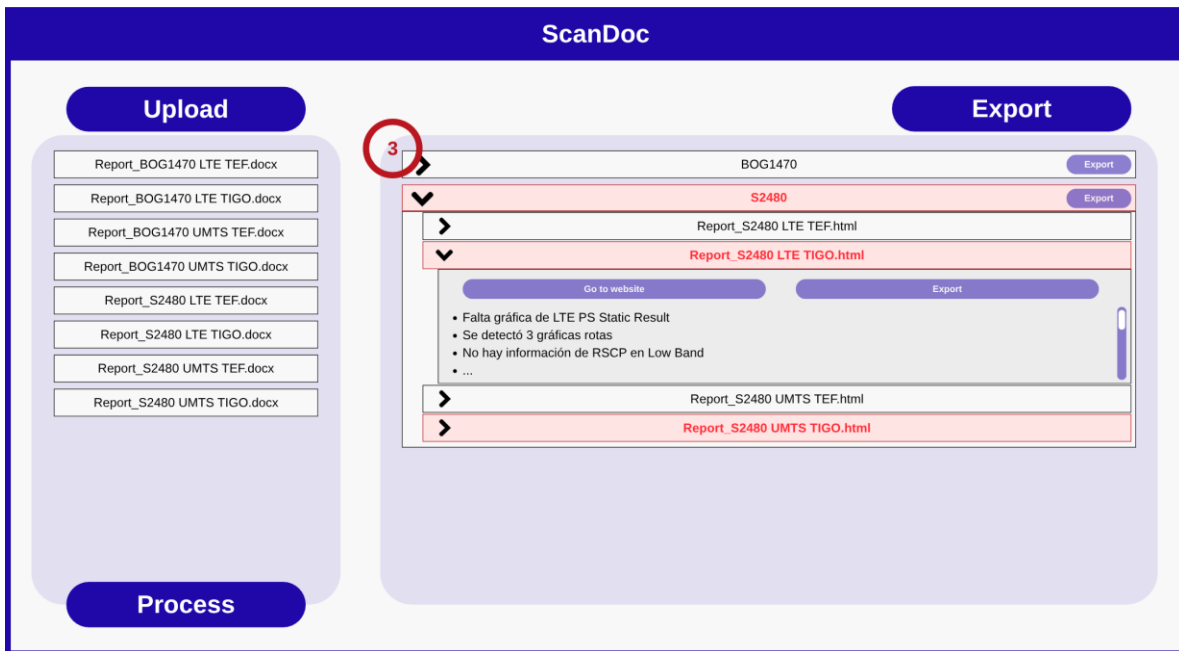 ScanDoc
Upload
Report_BOG1470 LTE TEF.docx
Report_BOG1470 LTE TIGO.docx
Report_BOG1470 UMTS TEF.docx
Report_BOG1470 UMTS TIGO.docx
Report_S2480 LTE TEF.docx
Report_S2480 LTE TIGO.docx
Report_S2480 UMTS TEF.docx
Report_S2480 UMTS TIGO.docx
Process
Export
3
BOG1470 Export
S2480 Export
Report_S2480 LTE TEF.html
Report_S2480 LTE TIGO.html
Go to website Export
• Falta gráfica de LTE PS Static Result
• Se detectó 3 gráficas rotas
• No hay información de RSCP en Low Band
• ...
Report_S2480 UMTS TEF.html
Report_S2480 UMTS TIGO.html